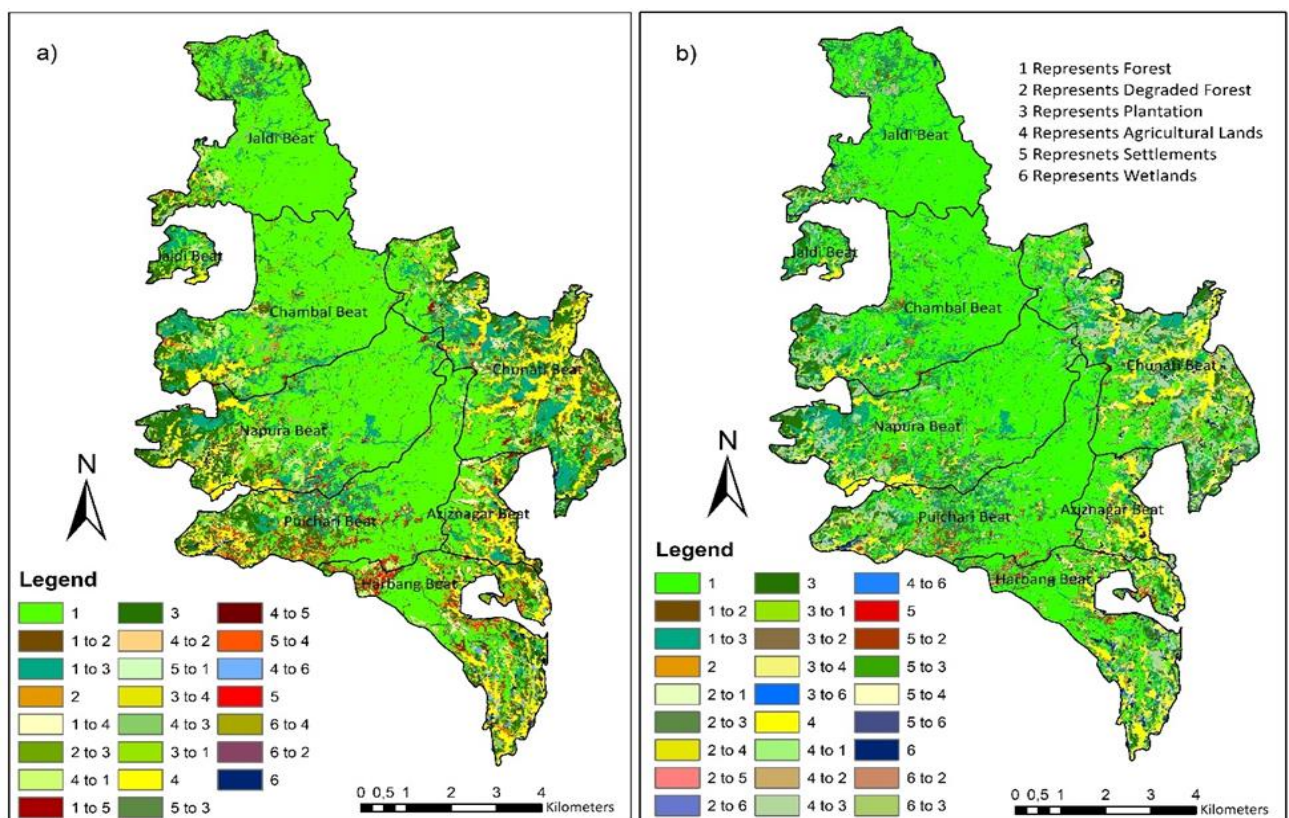 a)
Jaldi Beat
Jaldi Beat
Chambal Beat
Chunati Beat
Napura Beat
Puichari Beat
Aziznagar Beat
Harbang Beat
N
Legend
1
1 to 2
1 to 3
2
1 to 4
2 to 3
4 to 1
1 to 5
3
4 to 2
5 to 1
3 to 4
4 to 3
3 to 1
4
5 to 3
4 to 5
5 to 4
4 to 6
5
6 to 4
6 to 2
6
0 0,5 1 2 3 4
Kilometers
b)
1 Represents Forest
2 Represents Degraded Forest
3 Represents Plantation
4 Represents Agricultural Lands
5 Represnets Settlements
6 Represents Wetlands
Jaldi Beat
Jaldi Beat
Chambal Beat
Chunati Beat
Napura Beat
Puichari Beat
Aziznagar Beat
Harbang Beat
N
Legend
1
1 to 2
1 to 3
2
2 to 1
2 to 3
2 to 4
2 to 5
2 to 6
3
3 to 1
3 to 2
3 to 4
3 to 6
4
4 to 1
4 to 2
4 to 3
4 to 6
5
5 to 2
5 to 3
5 to 4
5 to 6
6
6 to 2
6 to 3
0 0,5 1 2 3 4
Kilometers